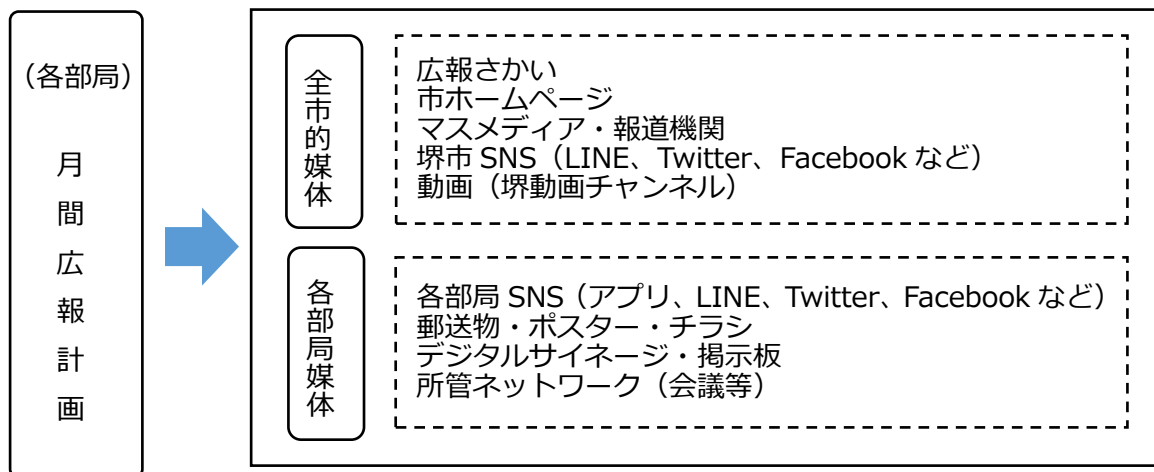 （各部局）
月間広報計画
全市的媒体
広報さかい
市ホームページ
マスメディア・報道機関
堺市 SNS（LINE、Twitter、Facebook など）
動画（堺動画チャンネル）
各部局媒体
各部局 SNS（アプリ、LINE、Twitter、Facebook など）
郵送物・ポスター・チラシ
デジタルサイネージ・掲示板
所管ネットワーク（会議等）